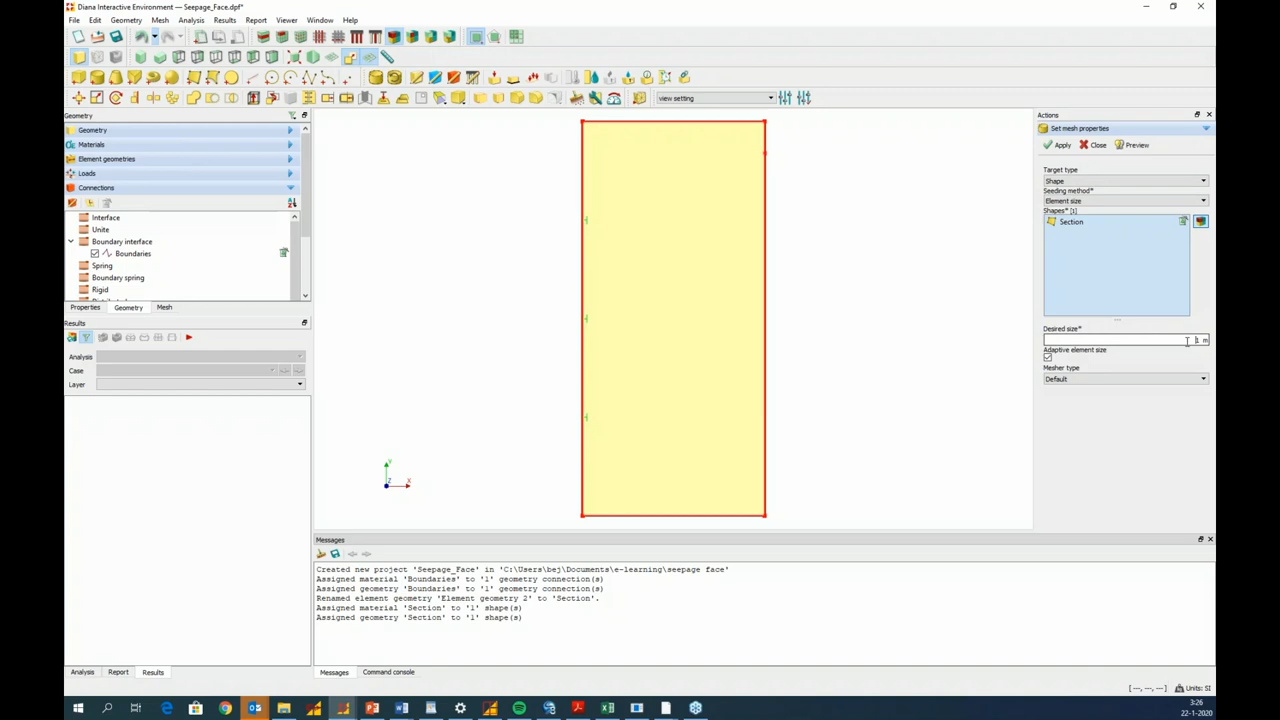 Diana Interactive Environment — Seepage_Face.dpf*
File Edit Geometry Mesh Analysis Results Report Viewer Window Help
view setting
Geometry
Geometry
Materials
Element geometries
Loads
Connections
Interface
Unite
Boundary interface
Boundaries
Spring
Boundary spring
Rigid
Properties Geometry Mesh
Results
Analysis
Case
Layer
Analysis Report Results
Y
Z X
Actions
Set mesh properties
Apply Close Preview
Target type
Shape
Seeding method*
Element size
Shapes* [1]
Section
Desired size*
1 m
Adaptive element size
Mesher type
Default
Messages
Created new project 'Seepage_Face' in 'C:\Users\bej\Documents\e-learning\seepage face'
Assigned material 'Boundaries' to '1' geometry connection(s)
Assigned geometry 'Boundaries' to '1' geometry connection(s)
Renamed element geometry 'Element geometry 2' to 'Section'.
Assigned material 'Section' to '1' shape(s)
Assigned geometry 'Section' to '1' shape(s)
Messages Command console
[ ---, ---, --- ] Units: SI
3:26
22-1-2020